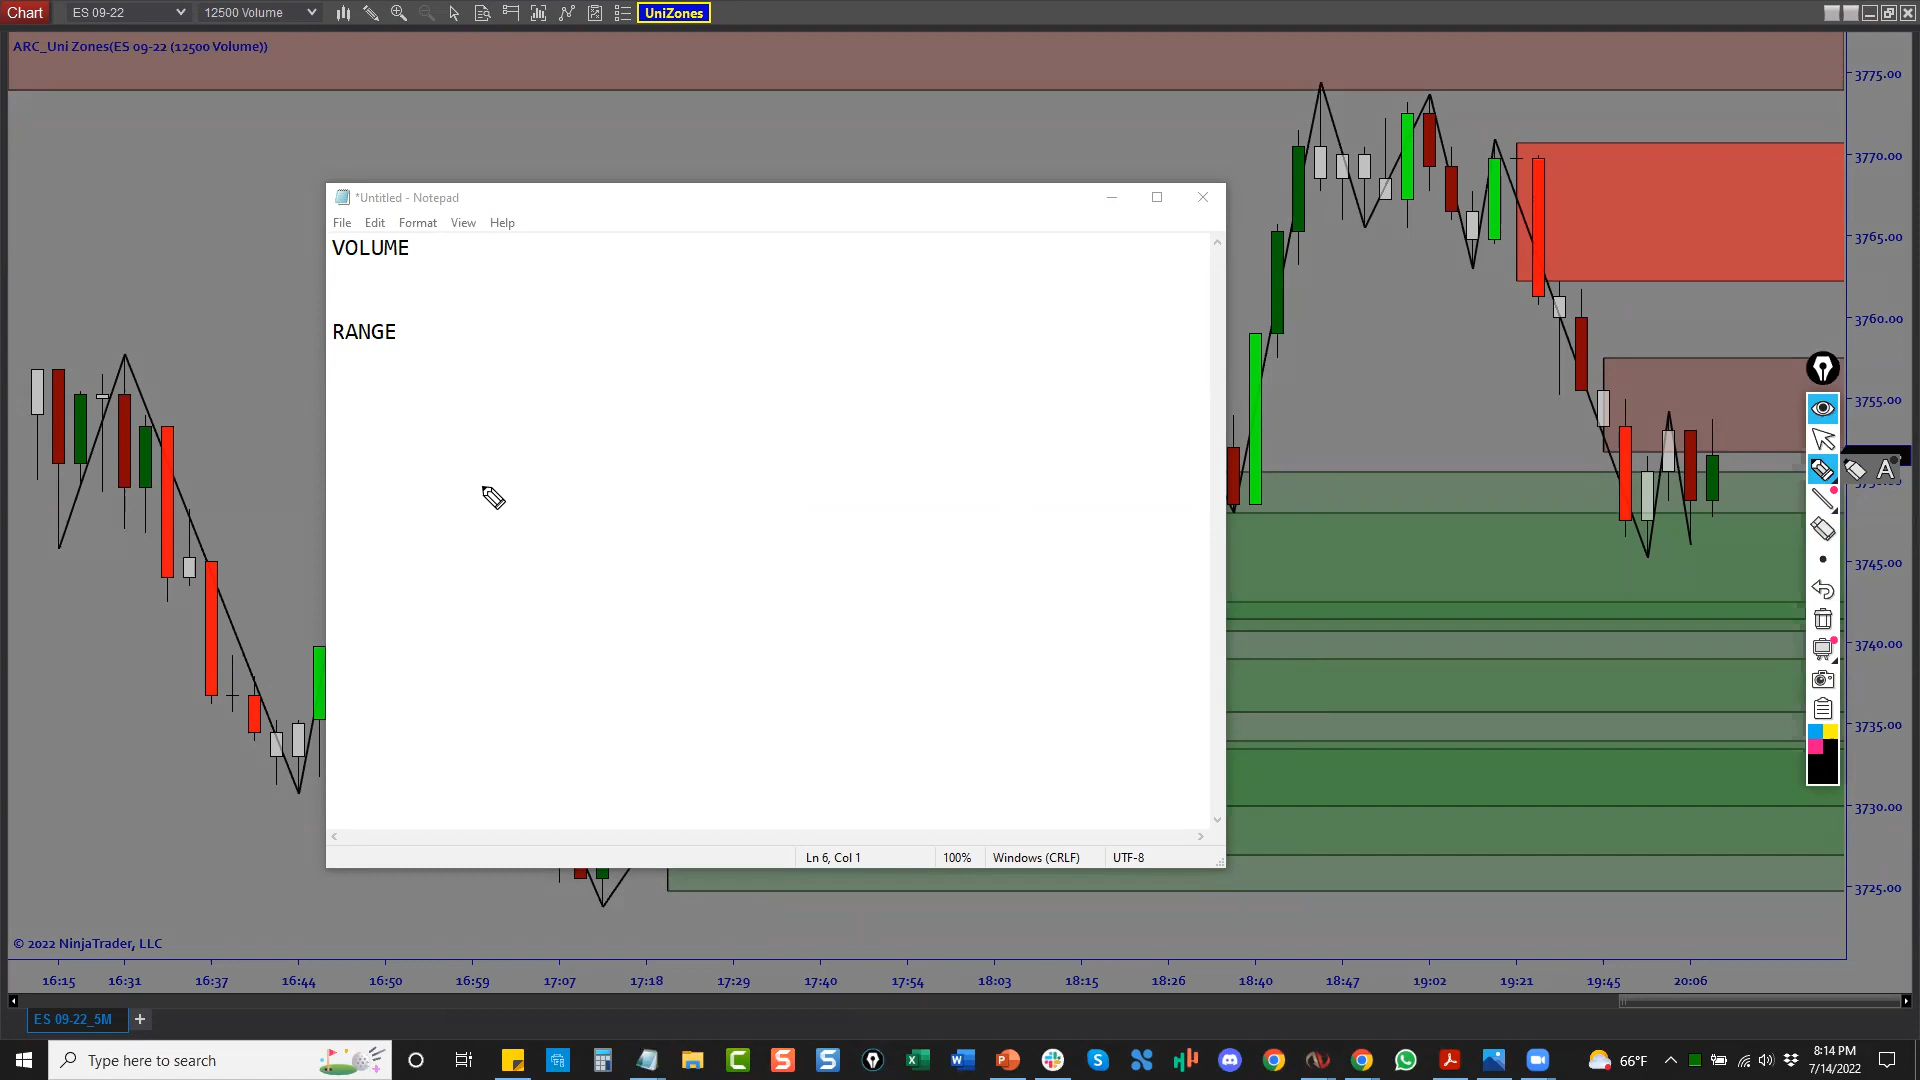 Chart ES 09-22 12500 Volume UniZones
ARC_Uni Zones(ES 09-22 (12500 Volume))
3775.00
3770.00
3765.00
3760.00
3755.00
3745.00
3740.00
3735.00
3730.00
3725.00
*Untitled - Notepad
File Edit Format View Help
VOLUME
RANGE
Ln 6, Col 1 100% Windows (CRLF) UTF-8
A
© 2022 NinjaTrader, LLC
16:15 16:31 16:37 16:44 16:50 16:59 17:07 17:18 17:29 17:40 17:54 18:03 18:15 18:26 18:40 18:47 19:02 19:21 19:45 20:06
ES 09-22_5M +
Type here to search
66°F
8:14 PM
7/14/2022